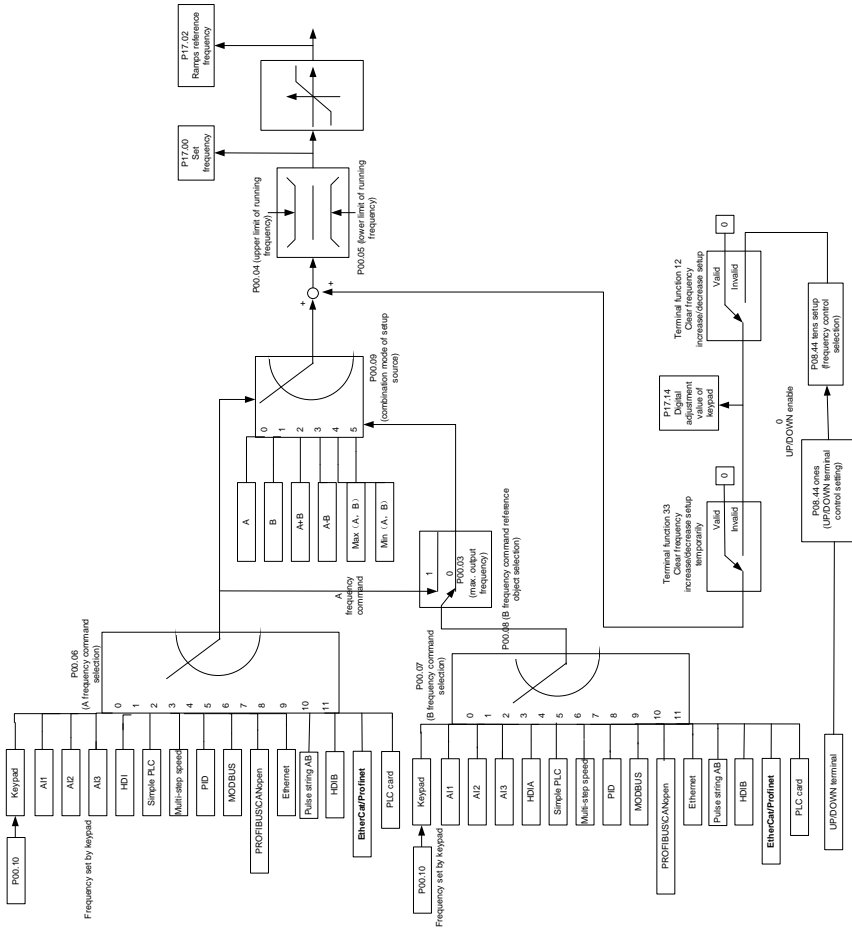 P00.10
Frequency set by keypad
Keypad
AI1
AI2
AI3
HDI
Simple PLC
Multi-step speed
PID
MODBUS
PROFIBUS\CANopen
Ethernet
Pulse string AB
HDIB
EtherCat/Profinet
PLC card
0
1
2
3
4
5
6
7
8
9
10
11
P00.06
(A frequency command
selection)
A
frequency
command
A
B
A+B
A-B
Max（A，B）
Min（A，B）
0
1
2
3
4
5
P00.09
(combination mode of setup
source)
+
+
P00.04 (upper limit of running
frequency)
P00.05 (lower limit of running
frequency)
P17.00
Set
frequency
P17.02
Ramps reference
frequency
P00.10
Frequency set by keypad
Keypad
AI1
AI2
AI3
HDIA
Simple PLC
Multi-step speed
PID
MODBUS
PROFIBUS\CANopen
Ethernet
Pulse string AB
HDIB
EtherCat/Profinet
PLC card
0
1
2
3
4
5
6
7
8
9
10
11
P00.07
(B frequency command
selection)
1
0
P00.03
(max. output
frequency)
P00.08 (B frequency command reference
object selection)
UP/DOWN terminal
P08.44 ones
(UP/DOWN terminal
control setting)
0
UP/DOWN enable
P08.44 tens setup
(frequency control
selection)
Terminal function 33
Clear frequency
increase/decrease setup
temporarily
Valid
Invalid
0
P17.14
Digital
adjustment
value of
keypad
Terminal function 12
Clear frequency
increase/decrease setup
Valid
Invalid
0